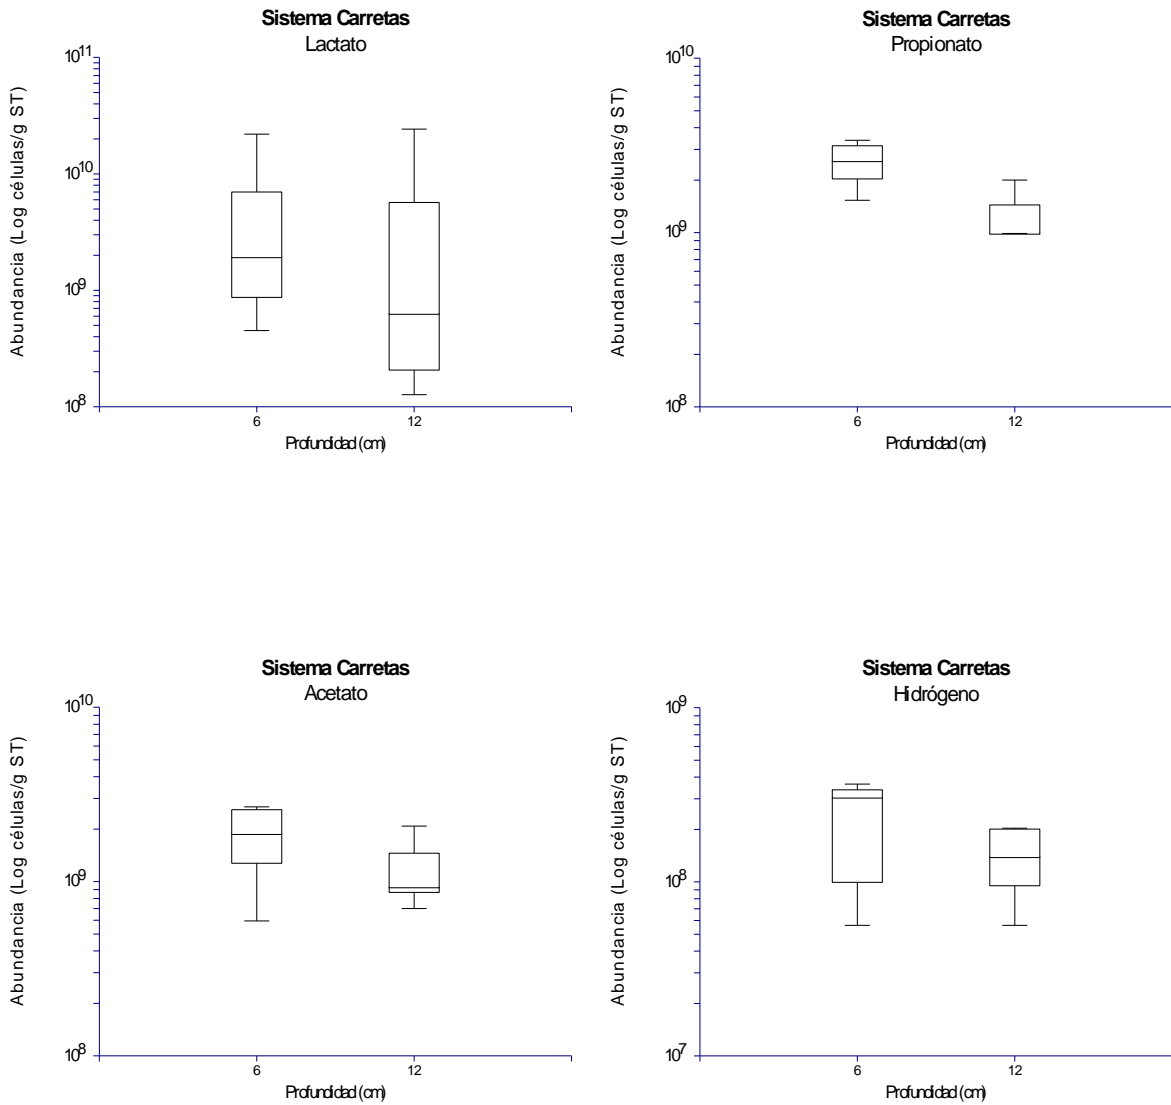 Sistema Carretas
Lactato
Abundancia (Log células/g ST)
10^11
10^10
10^9
10^8
6
12
Profundidad (cm)
Sistema Carretas
Propionato
Abundancia (Log células/g ST)
10^10
10^9
10^8
6
12
Profundidad (cm)
Sistema Carretas
Acetato
Abundancia (Log células/g ST)
10^10
10^9
10^8
6
12
Profundidad (cm)
Sistema Carretas
Hidrógeno
Abundancia (Log células/g ST)
10^9
10^8
10^7
6
12
Profundidad (cm)